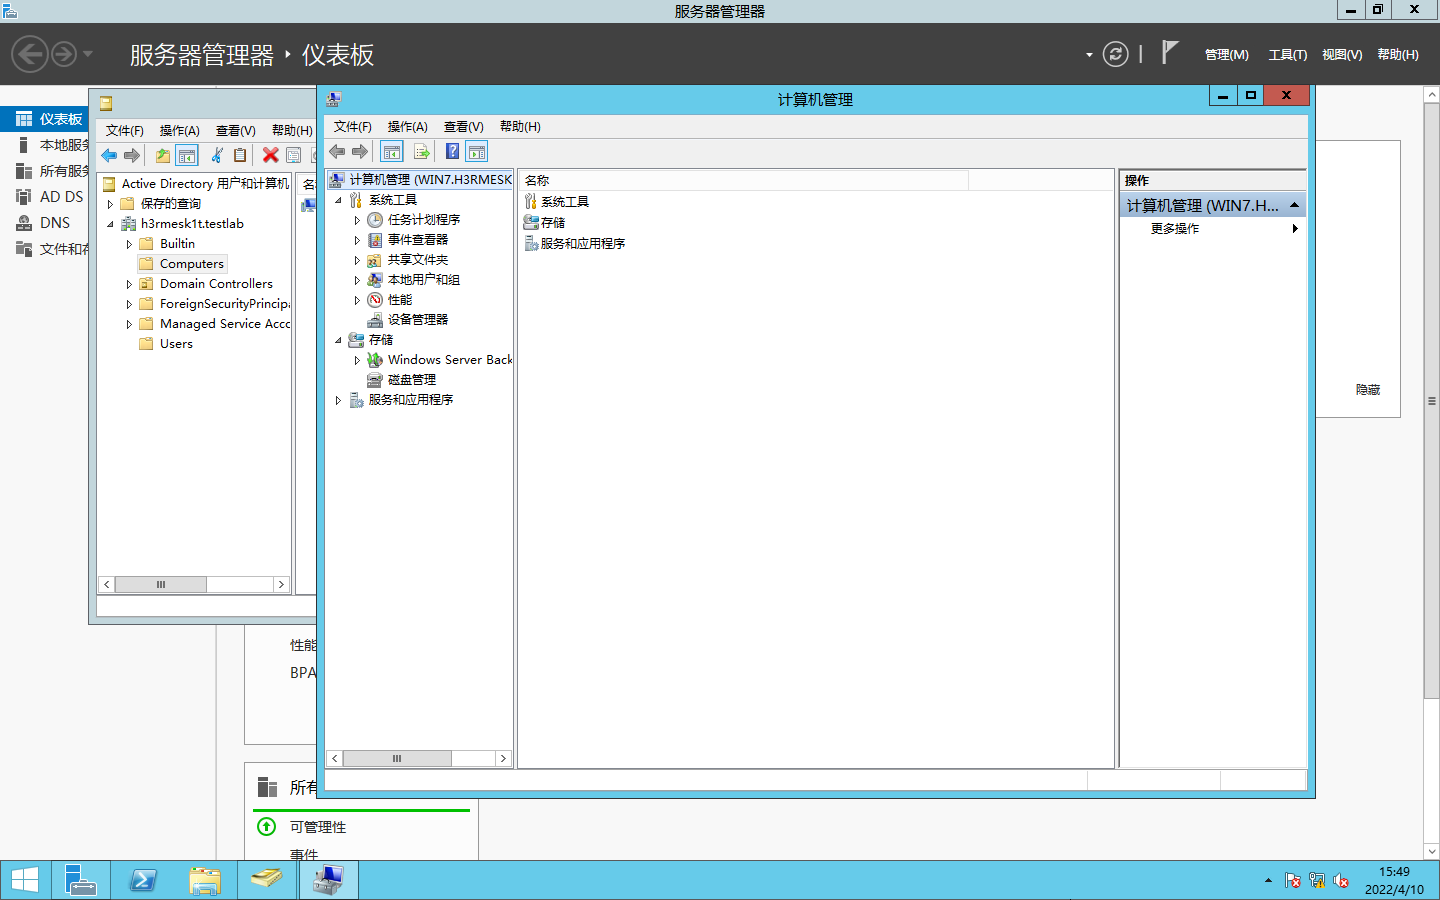 服务器管理器
服务器管理器 ‣ 仪表板
管理(M) 工具(T) 视图(V) 帮助(H)
仪表板
本地服务
所有服务
AD DS
DNS
文件和存
文件(F) 操作(A) 查看(V) 帮助(H)
Active Directory 用户和计算机
保存的查询
h3rmesk1t.testlab
Builtin
Computers
Domain Controllers
ForeignSecurityPrincipa
Managed Service Acco
Users
计算机管理
文件(F) 操作(A) 查看(V) 帮助(H)
计算机管理 (WIN7.H3RMESK
系统工具
任务计划程序
事件查看器
共享文件夹
本地用户和组
性能
设备管理器
存储
Windows Server Back
磁盘管理
服务和应用程序
名称
系统工具
存储
服务和应用程序
操作
计算机管理 (WIN7.H...
更多操作
隐藏
性能
BPA
所有
可管理性
事件
15:49
2022/4/10